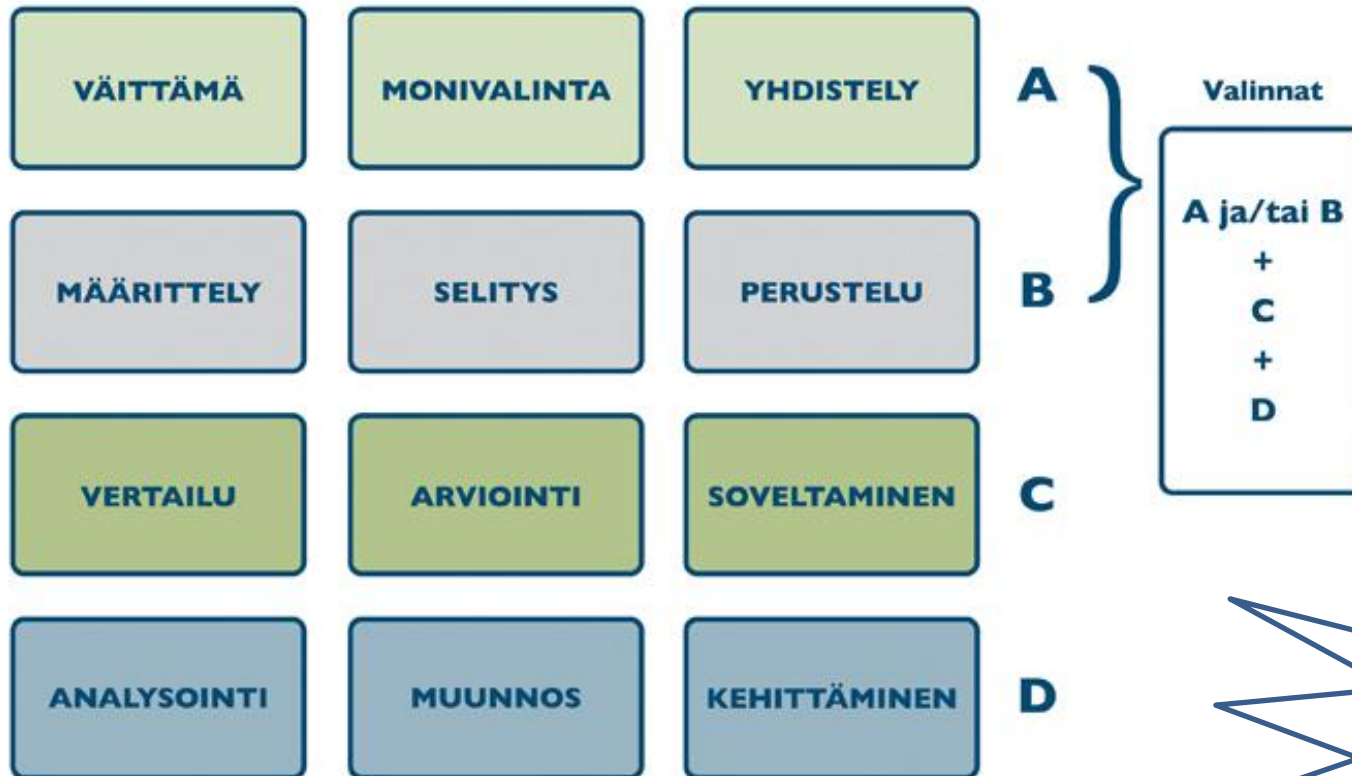 VÄITTÄMÄ MONIVALINTA YHDISTELY A
MÄÄRITTELY SELITYS PERUSTELU B
VERTAILU ARVIOINTI SOVELTAMINEN C
ANALYSOINTI MUUNNOS KEHITTÄMINEN D
Valinnat
A ja/tai B
+
C
+
D